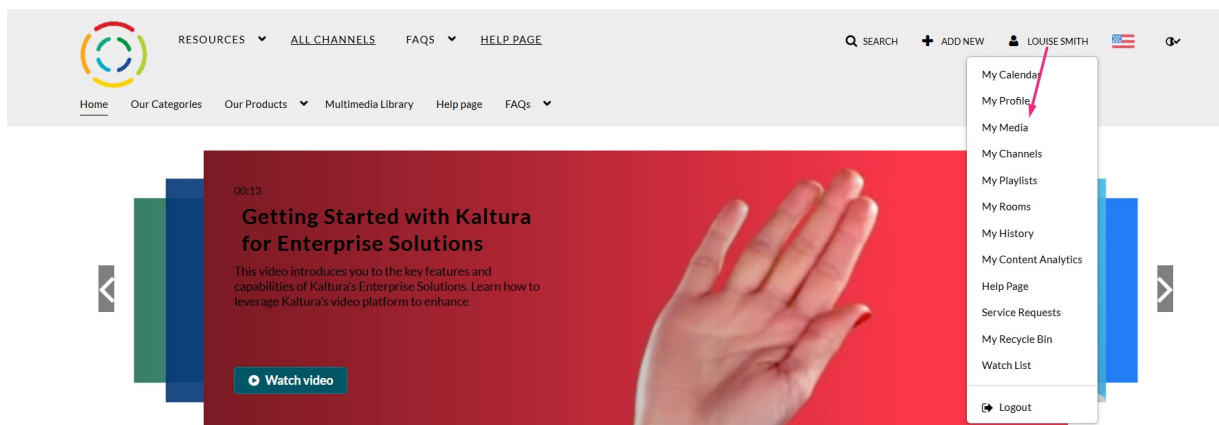 RESOURCES ALL CHANNELS FAQS HELP PAGE SEARCH ADD NEW LOUISE SMITH
Home Our Categories Our Products Multimedia Library Help page FAQs
My Calendar
My Profile
My Media
My Channels
My Playlists
My Rooms
My History
My Content Analytics
Help Page
Service Requests
My Recycle Bin
Watch List
Logout
00:13
Getting Started with Kaltura
for Enterprise Solutions
This video introduces you to the key features and
capabilities of Kaltura's Enterprise Solutions. Learn how to
leverage Kaltura's video platform to enhance
Watch video